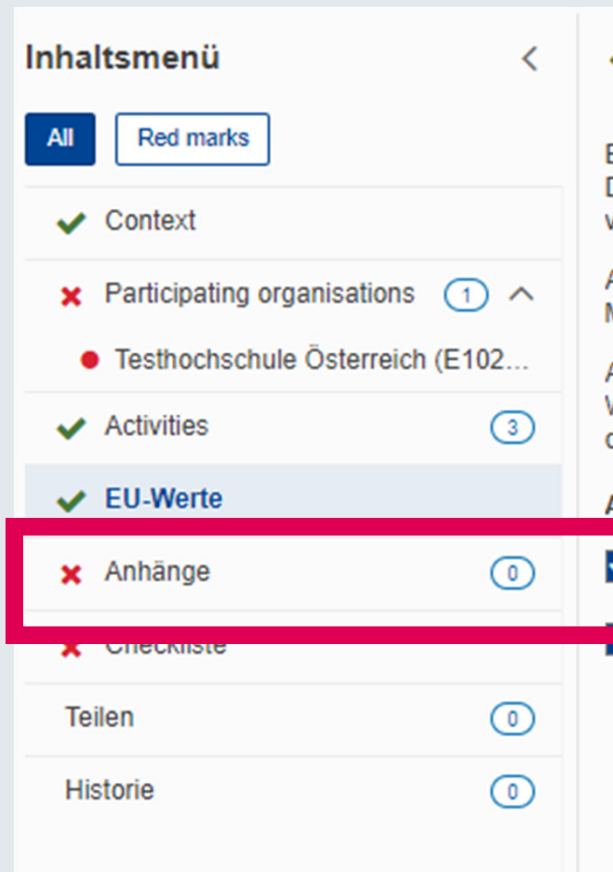 Inhaltsmenü
All Red marks
Context
Participating organisations 1
Testhochschule Österreich (E102...
Activities 3
EU-Werte
Anhänge 0
Checkliste
Teilen 0
Historie 0